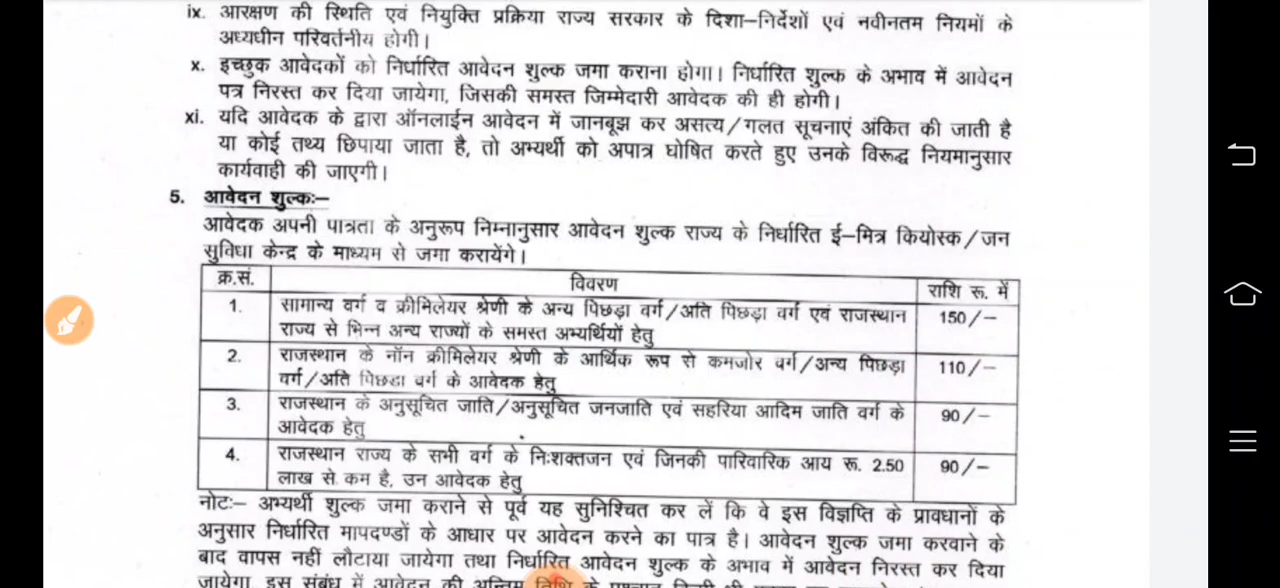 ix. आरक्षण की स्थिति एवं नियुक्ति प्रक्रिया राज्य सरकार के दिशा–निर्देशों एवं नवीनतम नियमों के
अध्यधीन परिवर्तनीय होगी।
x. इच्छुक आवेदकों को निर्धारित आवेदन शुल्क जमा कराना होगा। निर्धारित शुल्क के अभाव में आवेदन
पत्र निरस्त कर दिया जायेगा, जिसकी समस्त जिम्मेदारी आवेदक की ही होगी।
xi. यदि आवेदक के द्वारा ऑनलाईन आवेदन में जानबूझ कर असत्य/गलत सूचनाएं अंकित की जाती है
या कोई तथ्य छिपाया जाता है, तो अभ्यर्थी को अपात्र घोषित करते हुए उनके विरूद्ध नियमानुसार
कार्यवाही की जाएगी।
5. आवेदन शुल्कः–
आवेदक अपनी पात्रता के अनुरूप निम्नानुसार आवेदन शुल्क राज्य के निर्धारित ई–मित्र कियोस्क/जन
सुविधा केन्द्र के माध्यम से जमा करायेंगे।
क्र.सं. विवरण राशि रू. में
1. सामान्य वर्ग व क्रीमिलेयर श्रेणी के अन्य पिछड़ा वर्ग/अति पिछड़ा वर्ग एवं राजस्थान 150/–
राज्य से भिन्न अन्य राज्यों के समस्त अभ्यर्थियों हेतु
2. राजस्थान के नॉन क्रीमिलेयर श्रेणी के आर्थिक रूप से कमजोर वर्ग/अन्य पिछड़ा 110/–
वर्ग/अति पिछडा वर्ग के आवेदक हेतु
3. राजस्थान के अनुसूचित जाति/अनुसूचित जनजाति एवं सहरिया आदिम जाति वर्ग के 90/–
आवेदक हेतु
4. राजस्थान राज्य के सभी वर्ग के निःशक्तजन एवं जिनकी पारिवारिक आय रू. 2.50 90/–
लाख से कम है, उन आवेदक हेतु
नोटः– अभ्यर्थी शुल्क जमा कराने से पूर्व यह सुनिश्चित कर लें कि वे इस विज्ञप्ति के प्रावधानों के
अनुसार निर्धारित मापदण्डों के आधार पर आवेदन करने का पात्र है। आवेदन शुल्क जमा करवाने के
बाद वापस नहीं लौटाया जायेगा तथा निर्धारित आवेदन शुल्क के अभाव में आवेदन निरस्त कर दिया
जायेगा, इस संबंध में आवेदन की अन्तिम तिथि के